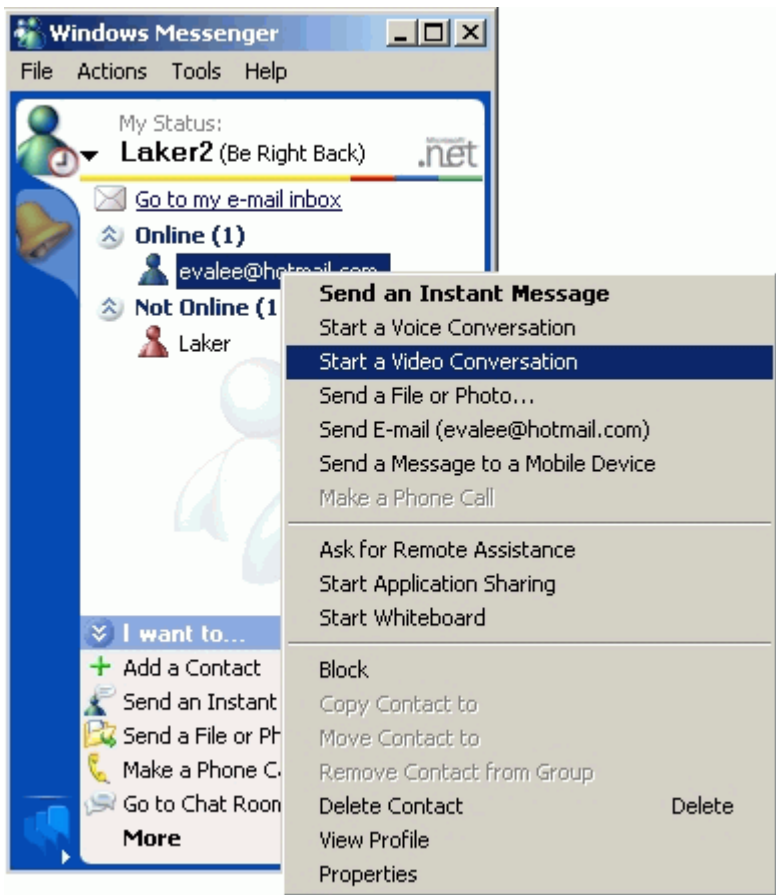 Windows Messenger
File Actions Tools Help
My Status:
Laker2 (Be Right Back)
Microsoft
.net
Go to my e-mail inbox
Online (1)
evalee@hotmail.com
Not Online (1
Laker
Send an Instant Message
Start a Voice Conversation
Start a Video Conversation
Send a File or Photo...
Send E-mail (evalee@hotmail.com)
Send a Message to a Mobile Device
Make a Phone Call
Ask for Remote Assistance
Start Application Sharing
Start Whiteboard
Block
Copy Contact to
Move Contact to
Remove Contact from Group
Delete Contact Delete
View Profile
Properties
I want to...
Add a Contact
Send an Instant
Send a File or Ph
Make a Phone C
Go to Chat Room
More